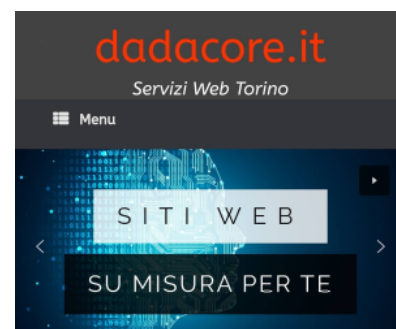 dadacore.it
Servizi Web Torino
Menu
SITI WEB
SU MISURA PER TE